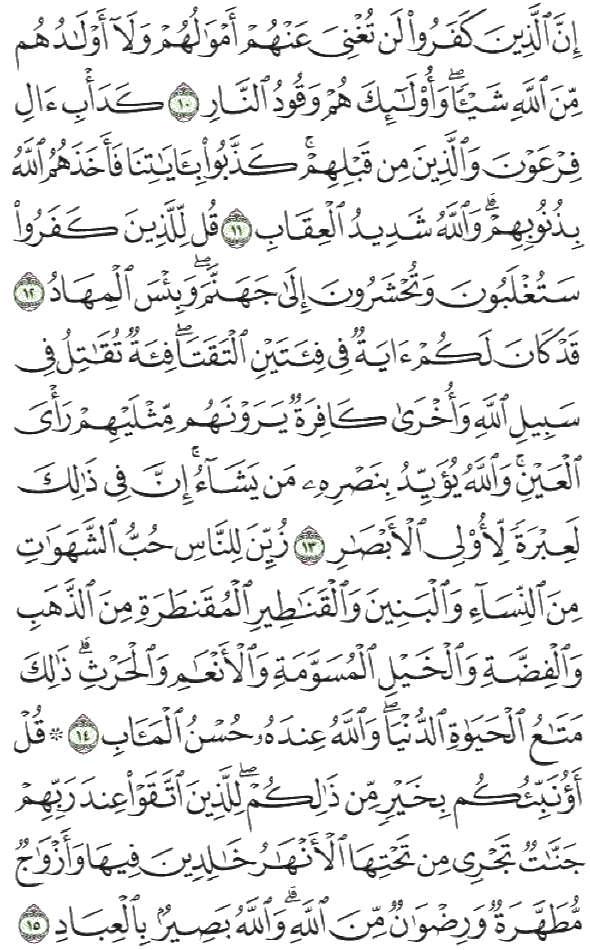 إِنَّ ٱلَّذِينَ كَفَرُوا۟ لَن تُغْنِىَ عَنْهُمْ أَمْوَٰلُهُمْ وَلَآ أَوْلَٰدُهُم
مِّنَ ٱللَّهِ شَيْـًٔا ۖ وَأُو۟لَٰٓئِكَ هُمْ وَقُودُ ٱلنَّارِ ١٠ كَدَأْبِ ءَالِ
فِرْعَوْنَ وَٱلَّذِينَ مِن قَبْلِهِمْ ۚ كَذَّبُوا۟ بِـَٔايَٰتِنَا فَأَخَذَهُمُ ٱللَّهُ
بِذُنُوبِهِمْ ۗ وَٱللَّهُ شَدِيدُ ٱلْعِقَابِ ١١ قُل لِّلَّذِينَ كَفَرُوا۟
سَتُغْلَبُونَ وَتُحْشَرُونَ إِلَىٰ جَهَنَّمَ ۚ وَبِئْسَ ٱلْمِهَادُ ١٢
قَدْ كَانَ لَكُمْ ءَايَةٌ فِى فِئَتَيْنِ ٱلْتَقَتَا ۖ فِئَةٌ تُقَٰتِلُ فِى
سَبِيلِ ٱللَّهِ وَأُخْرَىٰ كَافِرَةٌ يَرَوْنَهُم مِّثْلَيْهِمْ رَأْىَ
ٱلْعَيْنِ ۚ وَٱللَّهُ يُؤَيِّدُ بِنَصْرِهِۦ مَن يَشَآءُ ۗ إِنَّ فِى ذَٰلِكَ
لَعِبْرَةً لِّأُو۟لِى ٱلْأَبْصَٰرِ ١٣ زُيِّنَ لِلنَّاسِ حُبُّ ٱلشَّهَوَٰتِ
مِنَ ٱلنِّسَآءِ وَٱلْبَنِينَ وَٱلْقَنَٰطِيرِ ٱلْمُقَنطَرَةِ مِنَ ٱلذَّهَبِ
وَٱلْفِضَّةِ وَٱلْخَيْلِ ٱلْمُسَوَّمَةِ وَٱلْأَنْعَٰمِ وَٱلْحَرْثِ ۗ ذَٰلِكَ
مَتَٰعُ ٱلْحَيَوٰةِ ٱلدُّنْيَا ۖ وَٱللَّهُ عِندَهُۥ حُسْنُ ٱلْمَـَٔابِ ١٤ ۞ قُلْ
أَؤُنَبِّئُكُم بِخَيْرٍ مِّن ذَٰلِكُمْ ۚ لِلَّذِينَ ٱتَّقَوْا۟ عِندَ رَبِّهِمْ
جَنَّٰتٌ تَجْرِى مِن تَحْتِهَا ٱلْأَنْهَٰرُ خَٰلِدِينَ فِيهَا وَأَزْوَٰجٌ
مُّطَهَّرَةٌ وَرِضْوَٰنٌ مِّنَ ٱللَّهِ ۗ وَٱللَّهُ بَصِيرٌۢ بِٱلْعِبَادِ ١٥